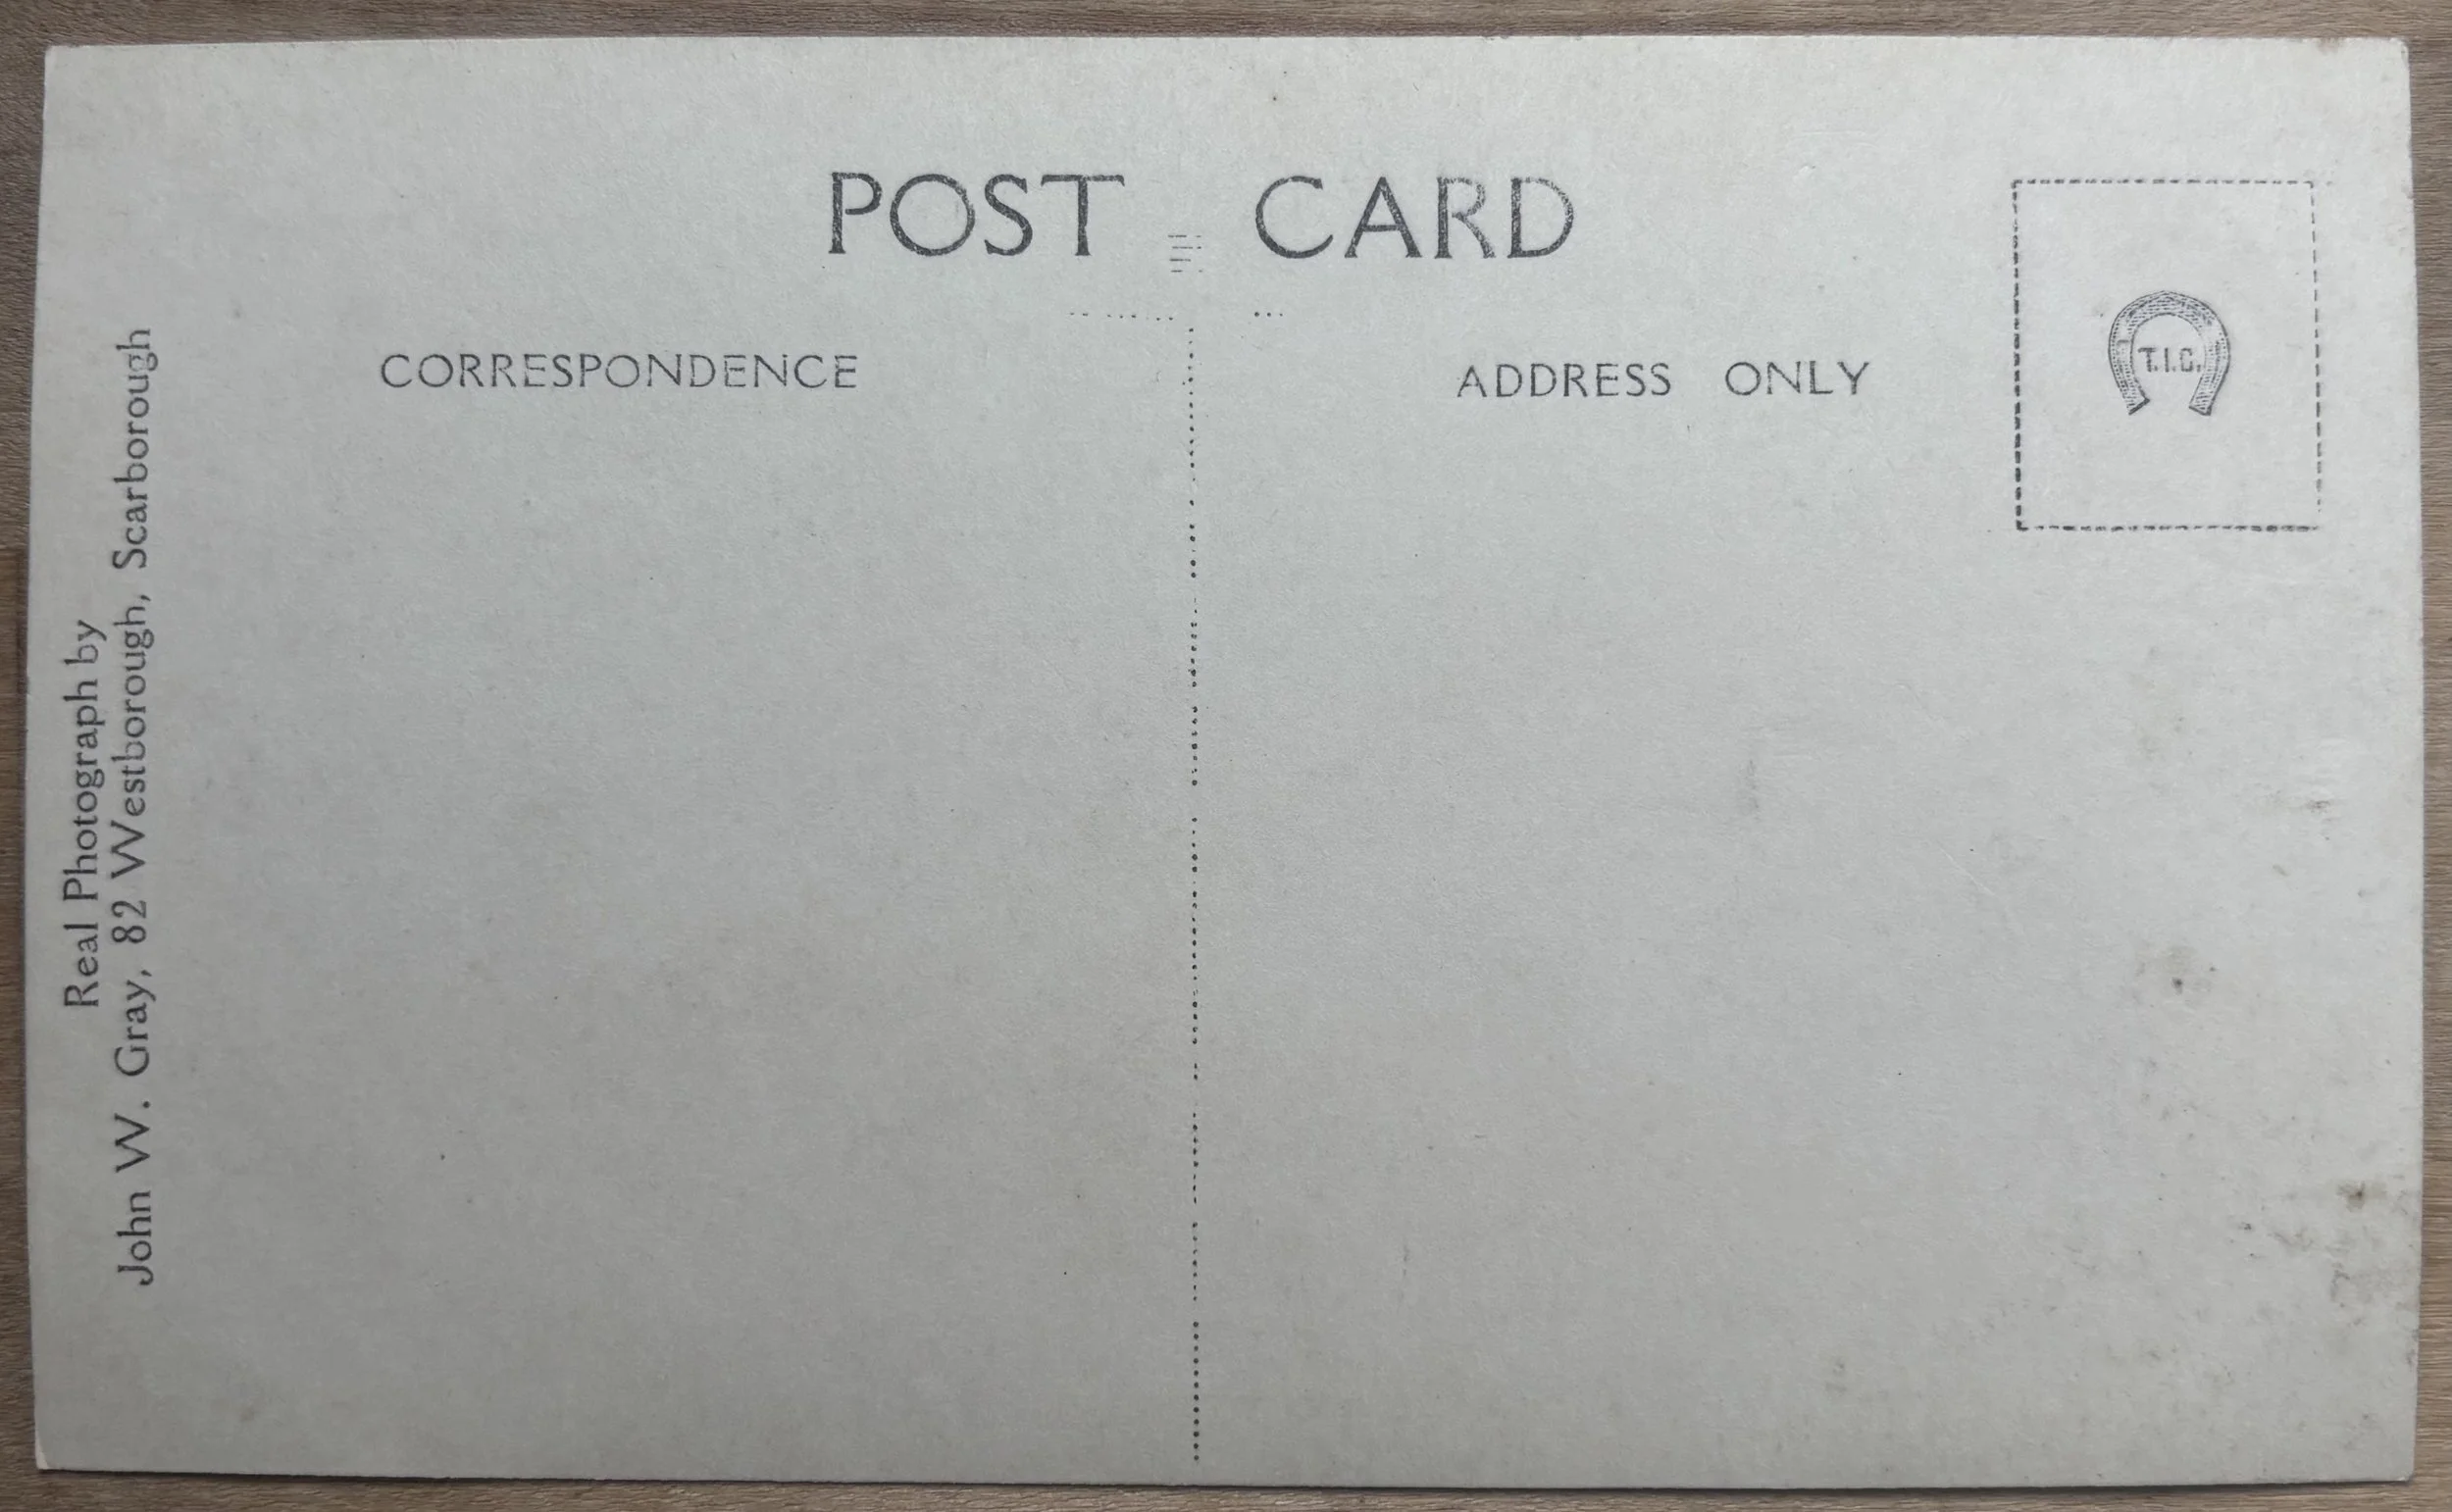 POST CARD
CORRESPONDENCE
ADDRESS ONLY
T.I.C.
Real Photograph by
John W. Gray, 82 Westborough, Scarborough